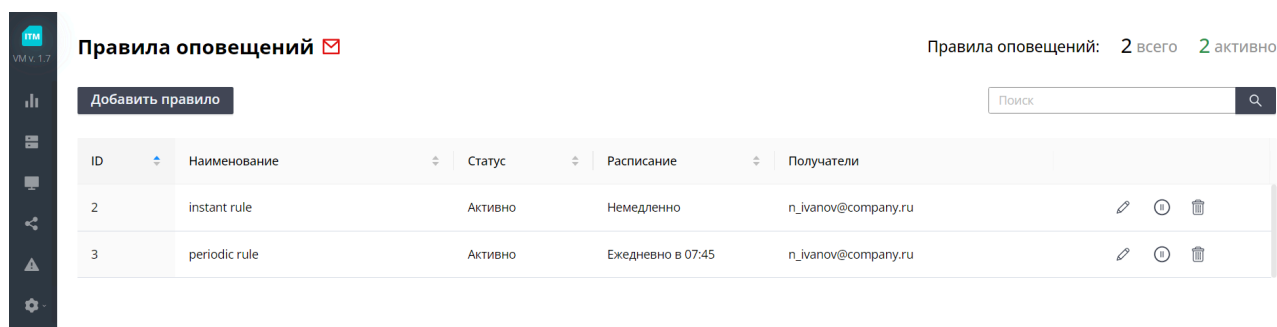 ITM
VM v. 1.7
Правила оповещений
Правила оповещений: 2 всего 2 активно
Добавить правило
Поиск
ID Наименование Статус Расписание Получатели
2 instant rule Активно Немедленно n_ivanov@company.ru
3 periodic rule Активно Ежедневно в 07:45 n_ivanov@company.ru